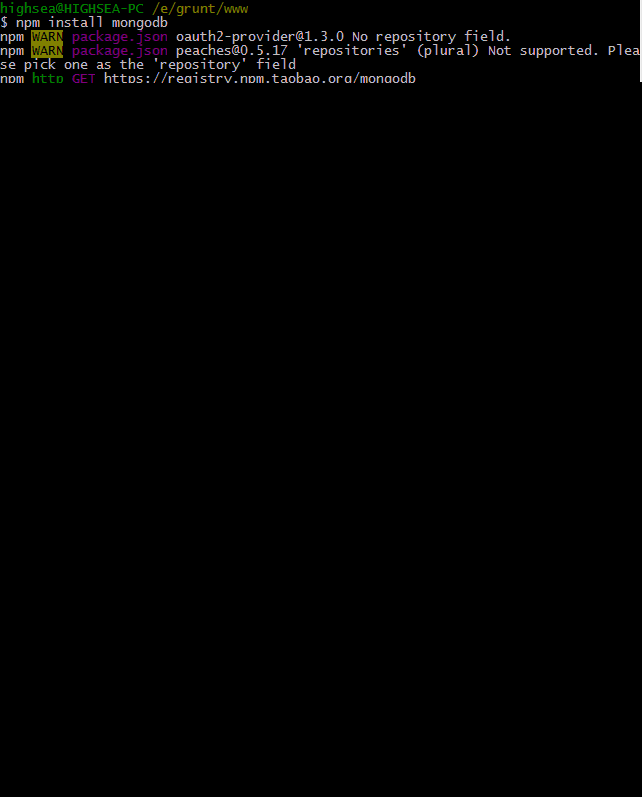 highsea@HIGHSEA-PC /e/grunt/www
$ npm install mongodb
npm WARN package.json oauth2-provider@1.3.0 No repository field.
npm WARN package.json peaches@0.5.17 'repositories' (plural) Not supported. Plea
se pick one as the 'repository' field
npm http GET https://registry.npm.taobao.org/mongodb